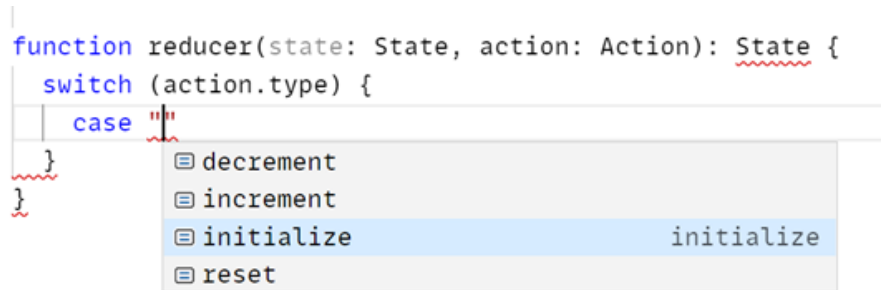 function reducer(state: State, action: Action): State {
switch (action.type) {
case ""
}
decrement
increment
}
initialize initialize
reset